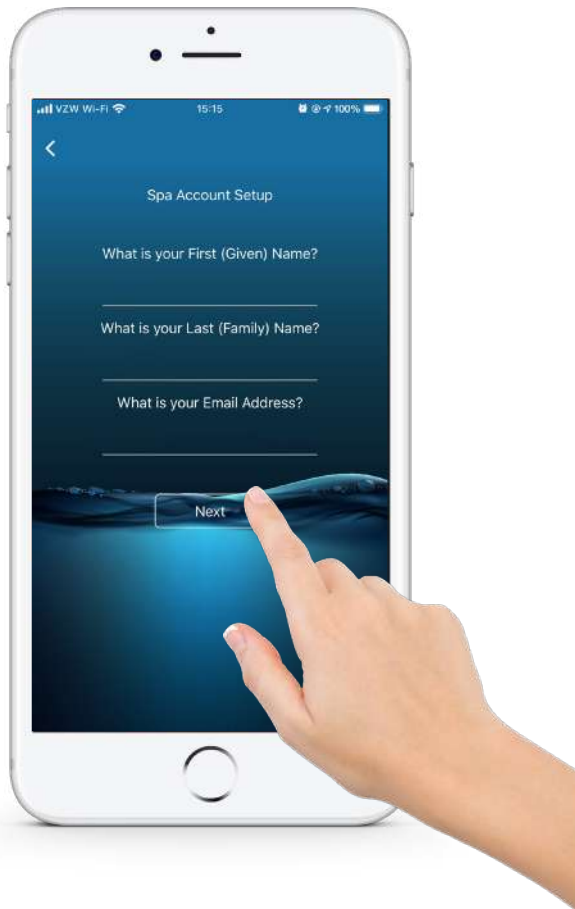 VZW Wi-Fi 15:15 100%
Spa Account Setup
What is your First (Given) Name?
What is your Last (Family) Name?
What is your Email Address?
Next